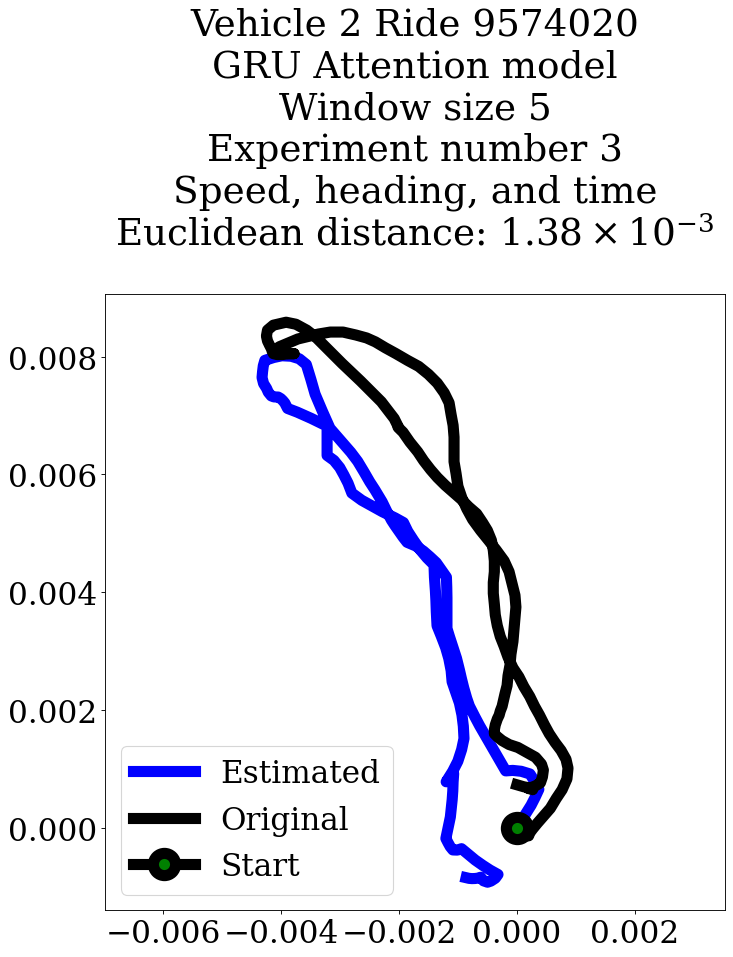 Vehicle 2 Ride 9574020
GRU Attention model
Window size 5
Experiment number 3
Speed, heading, and time
Euclidean distance: 1.38 × 10⁻³
0.008
0.006
0.004
0.002
0.000
Estimated
Original
Start
−0.006 −0.004 −0.002 0.000 0.002